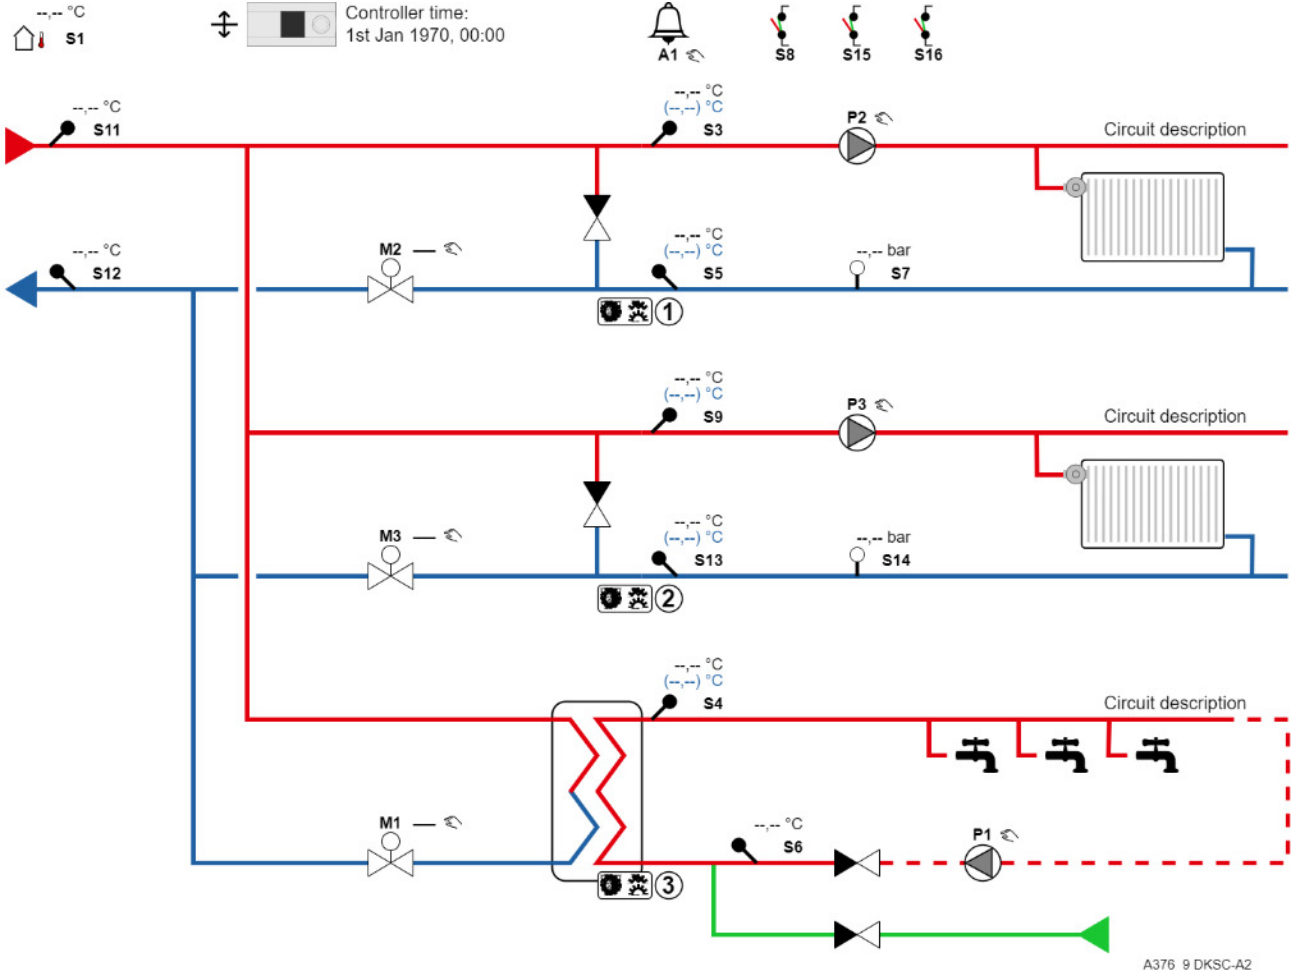 --,-- °C
S1
Controller time:
1st Jan 1970, 00:00
A1
S8
S15
S16
--,-- °C
S11
--,-- °C
(--,--) °C
S3
P2
Circuit description
--,-- °C
S12
M2
--,-- °C
(--,--) °C
S5
--,-- bar
S7
1
--,-- °C
(--,--) °C
S9
P3
Circuit description
M3
--,-- °C
(--,--) °C
S13
--,-- bar
S14
2
--,-- °C
(--,--) °C
S4
Circuit description
M1
--,-- °C
S6
P1
3
A376_9 DKSC-A2